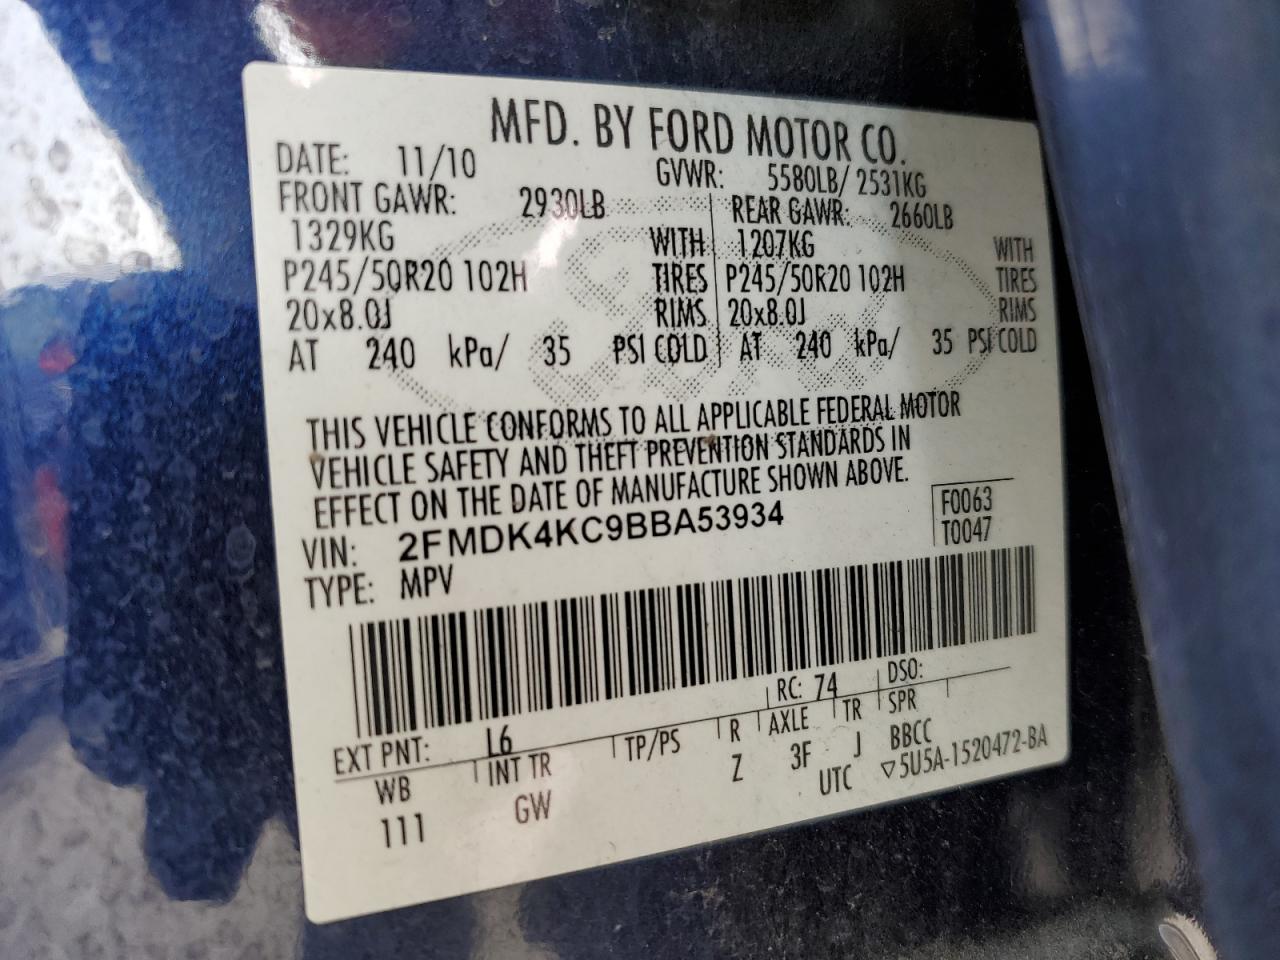 MFD. BY FORD MOTOR CO.
DATE: 11/10 GVWR: 5580LB/ 2531KG
FRONT GAWR: 2930LB REAR GAWR: 2660LB
1329KG WITH 1207KG WITH
P245/50R20 102H TIRES P245/50R20 102H TIRES
20x8.0J RIMS 20x8.0J RIMS
AT 240 kPa/ 35 PSI COLD AT 240 kPa/ 35 PSI COLD
THIS VEHICLE CONFORMS TO ALL APPLICABLE FEDERAL MOTOR
VEHICLE SAFETY AND THEFT PREVENTION STANDARDS IN
EFFECT ON THE DATE OF MANUFACTURE SHOWN ABOVE.
VIN: 2FMDK4KC9BBA53934 F0063
TYPE: MPV T0047
EXT PNT: L6 RC: 74 DSO:
WB INT TR TP/PS R AXLE TR SPR
111 GW Z 3F J BBCC
UTC ▽5U5A-1520472-BA